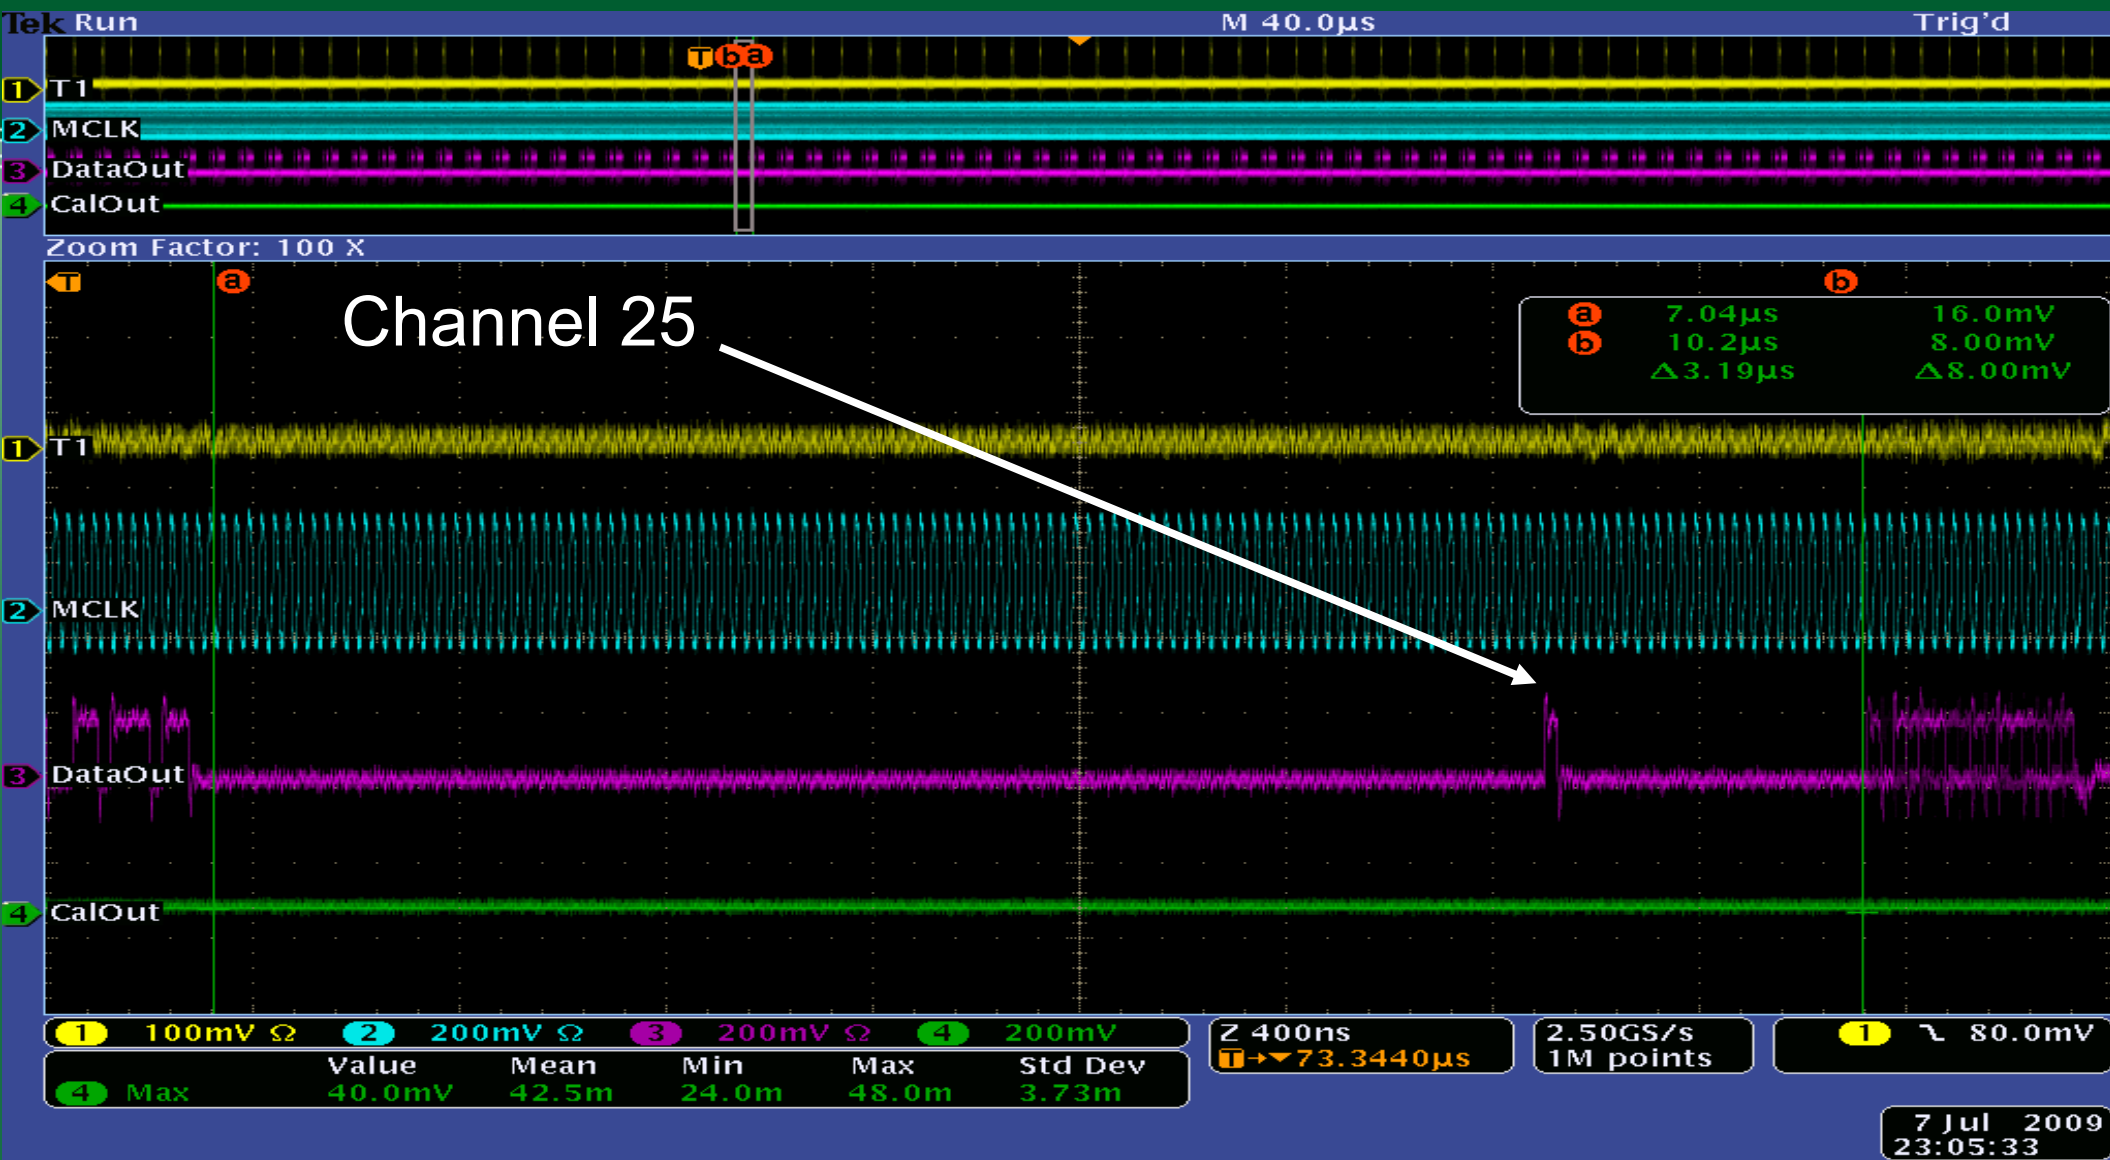 Tek Run M 40.0µs Trig'd
T b a
1 T1
2 MCLK
3 DataOut
4 CalOut
Zoom Factor: 100 X
T a b
Channel 25
a 7.04µs 16.0mV
b 10.2µs 8.00mV
△3.19µs △8.00mV
1 T1
2 MCLK
3 DataOut
4 CalOut
1 100mV Ω 2 200mV Ω 3 200mV Ω 4 200mV
Z 400ns
T→▼73.3440µs
2.50GS/s
1M points
1 80.0mV
Value Mean Min Max Std Dev
4 Max 40.0mV 42.5m 24.0m 48.0m 3.73m
7 Jul 2009
23:05:33